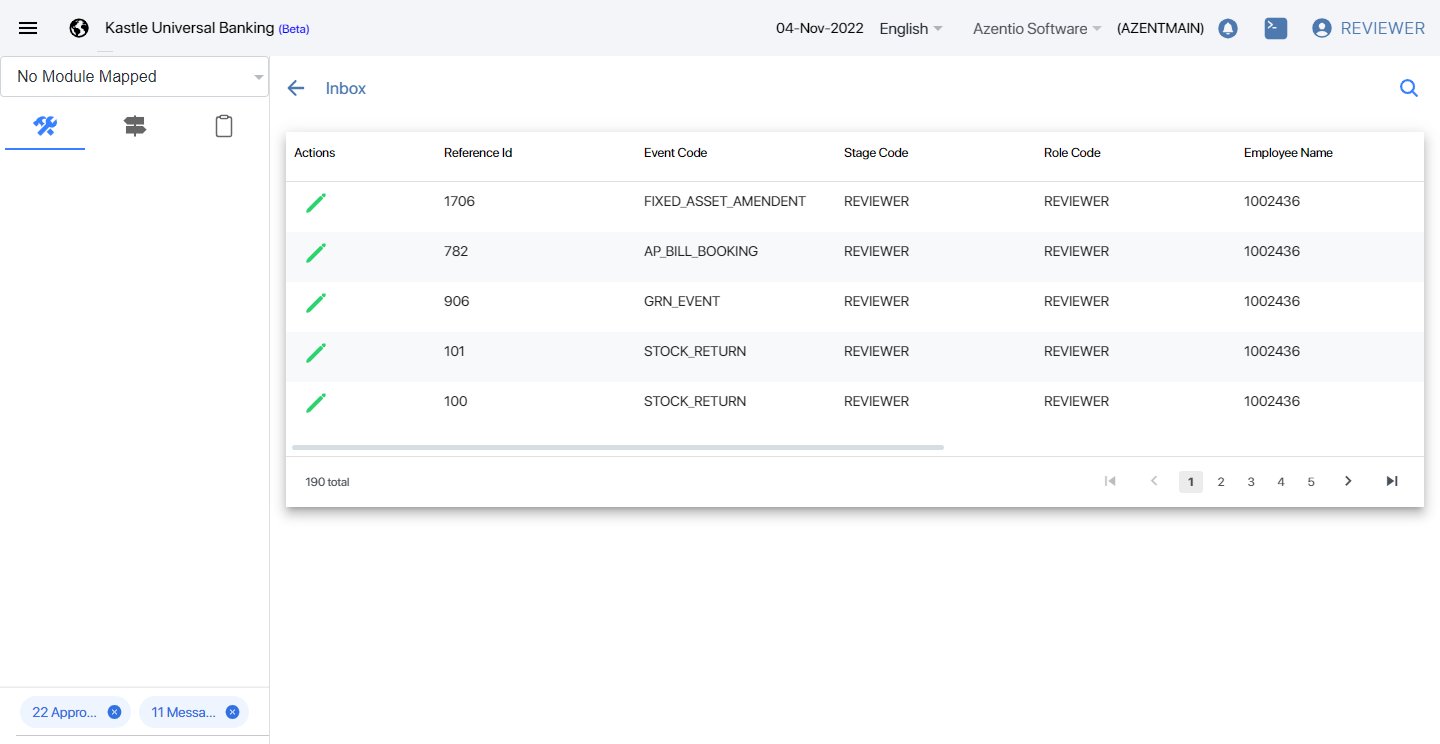 Kastle Universal Banking (Beta) 04-Nov-2022 English Azentio Software (AZENTMAIN) REVIEWER
No Module Mapped
Inbox
Actions Reference Id Event Code Stage Code Role Code Employee Name
1706 FIXED_ASSET_AMENDENT REVIEWER REVIEWER 1002436
782 AP_BILL_BOOKING REVIEWER REVIEWER 1002436
906 GRN_EVENT REVIEWER REVIEWER 1002436
101 STOCK_RETURN REVIEWER REVIEWER 1002436
100 STOCK_RETURN REVIEWER REVIEWER 1002436
190 total 1 2 3 4 5
22 Appro... 11 Messa...